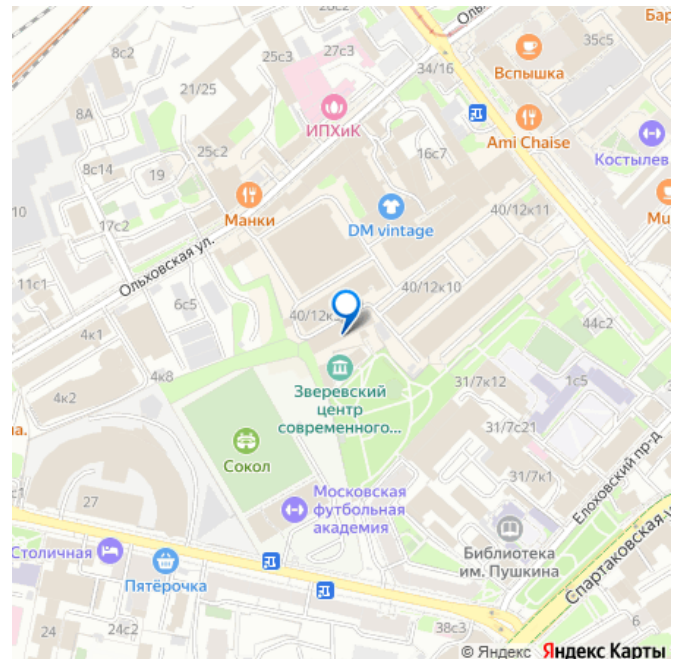 8с2
25с3
27с3
Ол
Бар
35с5
34/16
Вспышка
21/25
8А
ИПХиК
Ami Chaise
25с2
16с7
Костылев
8с14
19
10
Манки
17с2
DM vintage
40/12к11
Mu
Ольховская ул.
11с1
6с5
40/12к10
40/12к
4к1
44с2
4к8
Зверевский
центр
современного...
31/7к12
1с5
4к2
31/7с21
на.
Сокол
31/7к1
Елоховский пр-д
с1
27
Московская
футбольная
академия
Столичная
Пятёрочка
Библиотека
им. Пушкина
Спартаковская у
24
24с2
38с3
6
© Яндекс Яндекс Карты